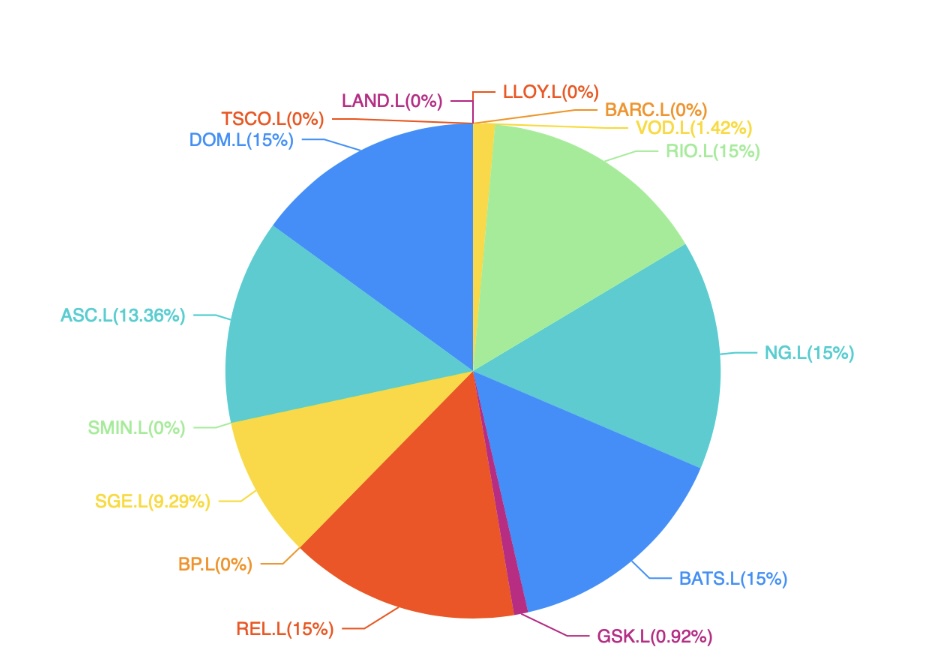 LLOY.L(0%)
LAND.L(0%)
BARC.L(0%)
TSCO.L(0%)
VOD.L(1.42%)
DOM.L(15%)
RIO.L(15%)
ASC.L(13.36%)
NG.L(15%)
SMIN.L(0%)
SGE.L(9.29%)
BP.L(0%)
BATS.L(15%)
REL.L(15%)
GSK.L(0.92%)